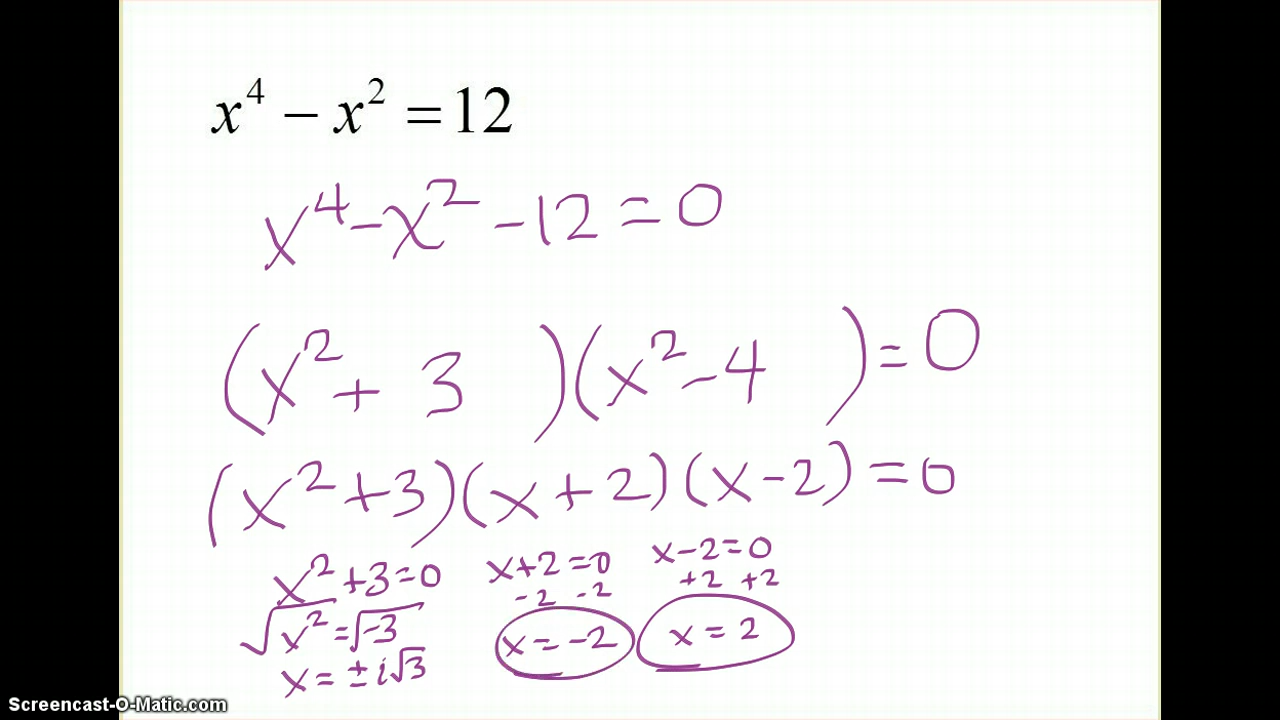 x⁴ − x² = 12
x⁴ − x² − 12 = 0
(x² + 3 )(x² − 4 ) = 0
(x² + 3)(x + 2)(x − 2) = 0
x² + 3 = 0 x + 2 = 0 x − 2 = 0
−2 −2 +2 +2
√x² = √−3 x = −2 x = 2
x = ± i√3
Screencast-O-Matic.com